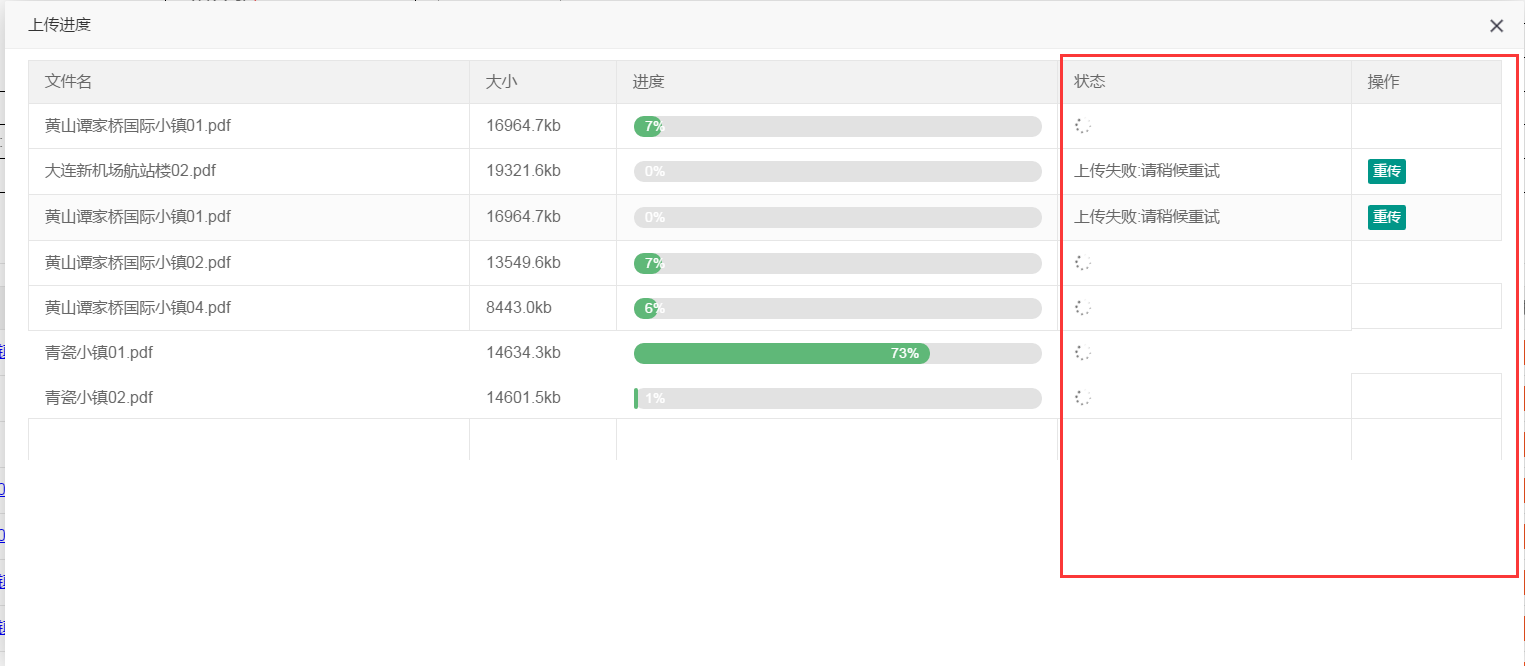 上传进度
文件名 大小 进度 状态 操作
黄山谭家桥国际小镇01.pdf 16964.7kb 7%
大连新机场航站楼02.pdf 19321.6kb 0% 上传失败:请稍候重试 重传
黄山谭家桥国际小镇01.pdf 16964.7kb 0% 上传失败:请稍候重试 重传
黄山谭家桥国际小镇02.pdf 13549.6kb 7%
黄山谭家桥国际小镇04.pdf 8443.0kb 6%
青瓷小镇01.pdf 14634.3kb 73%
青瓷小镇02.pdf 14601.5kb 1%